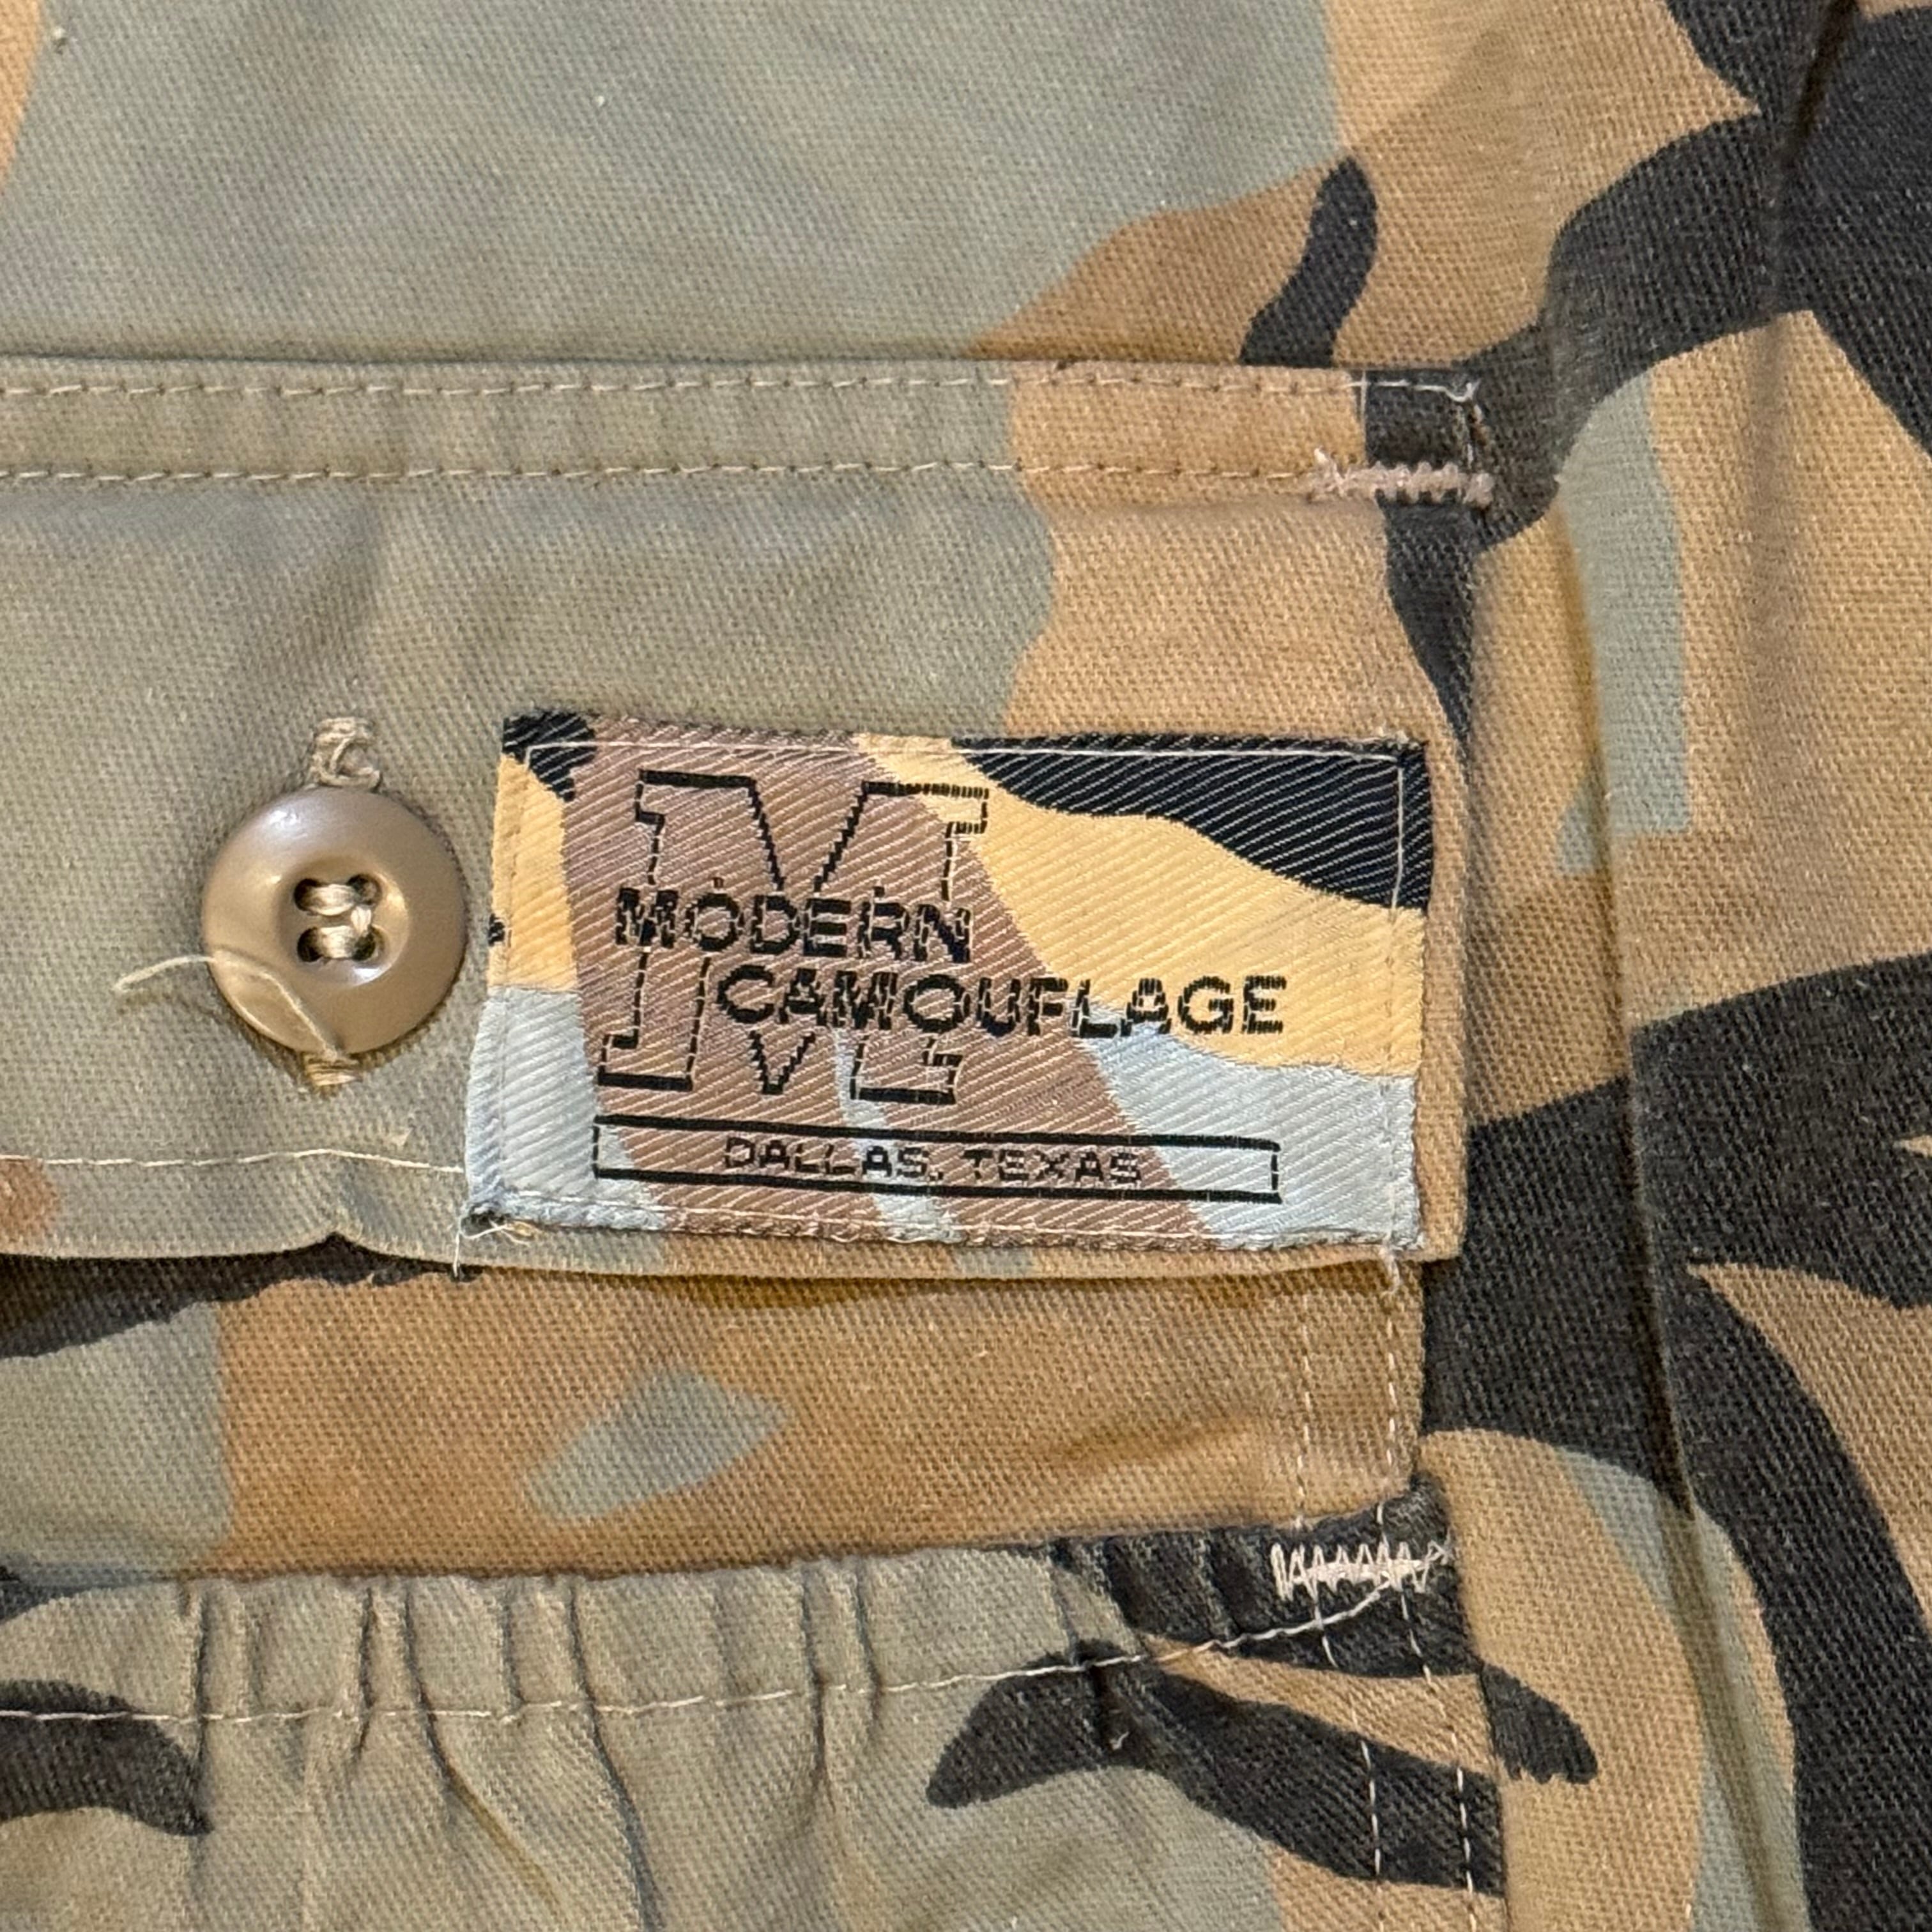 M
MODERN
CAMOUFLAGE
DALLAS, TEXAS